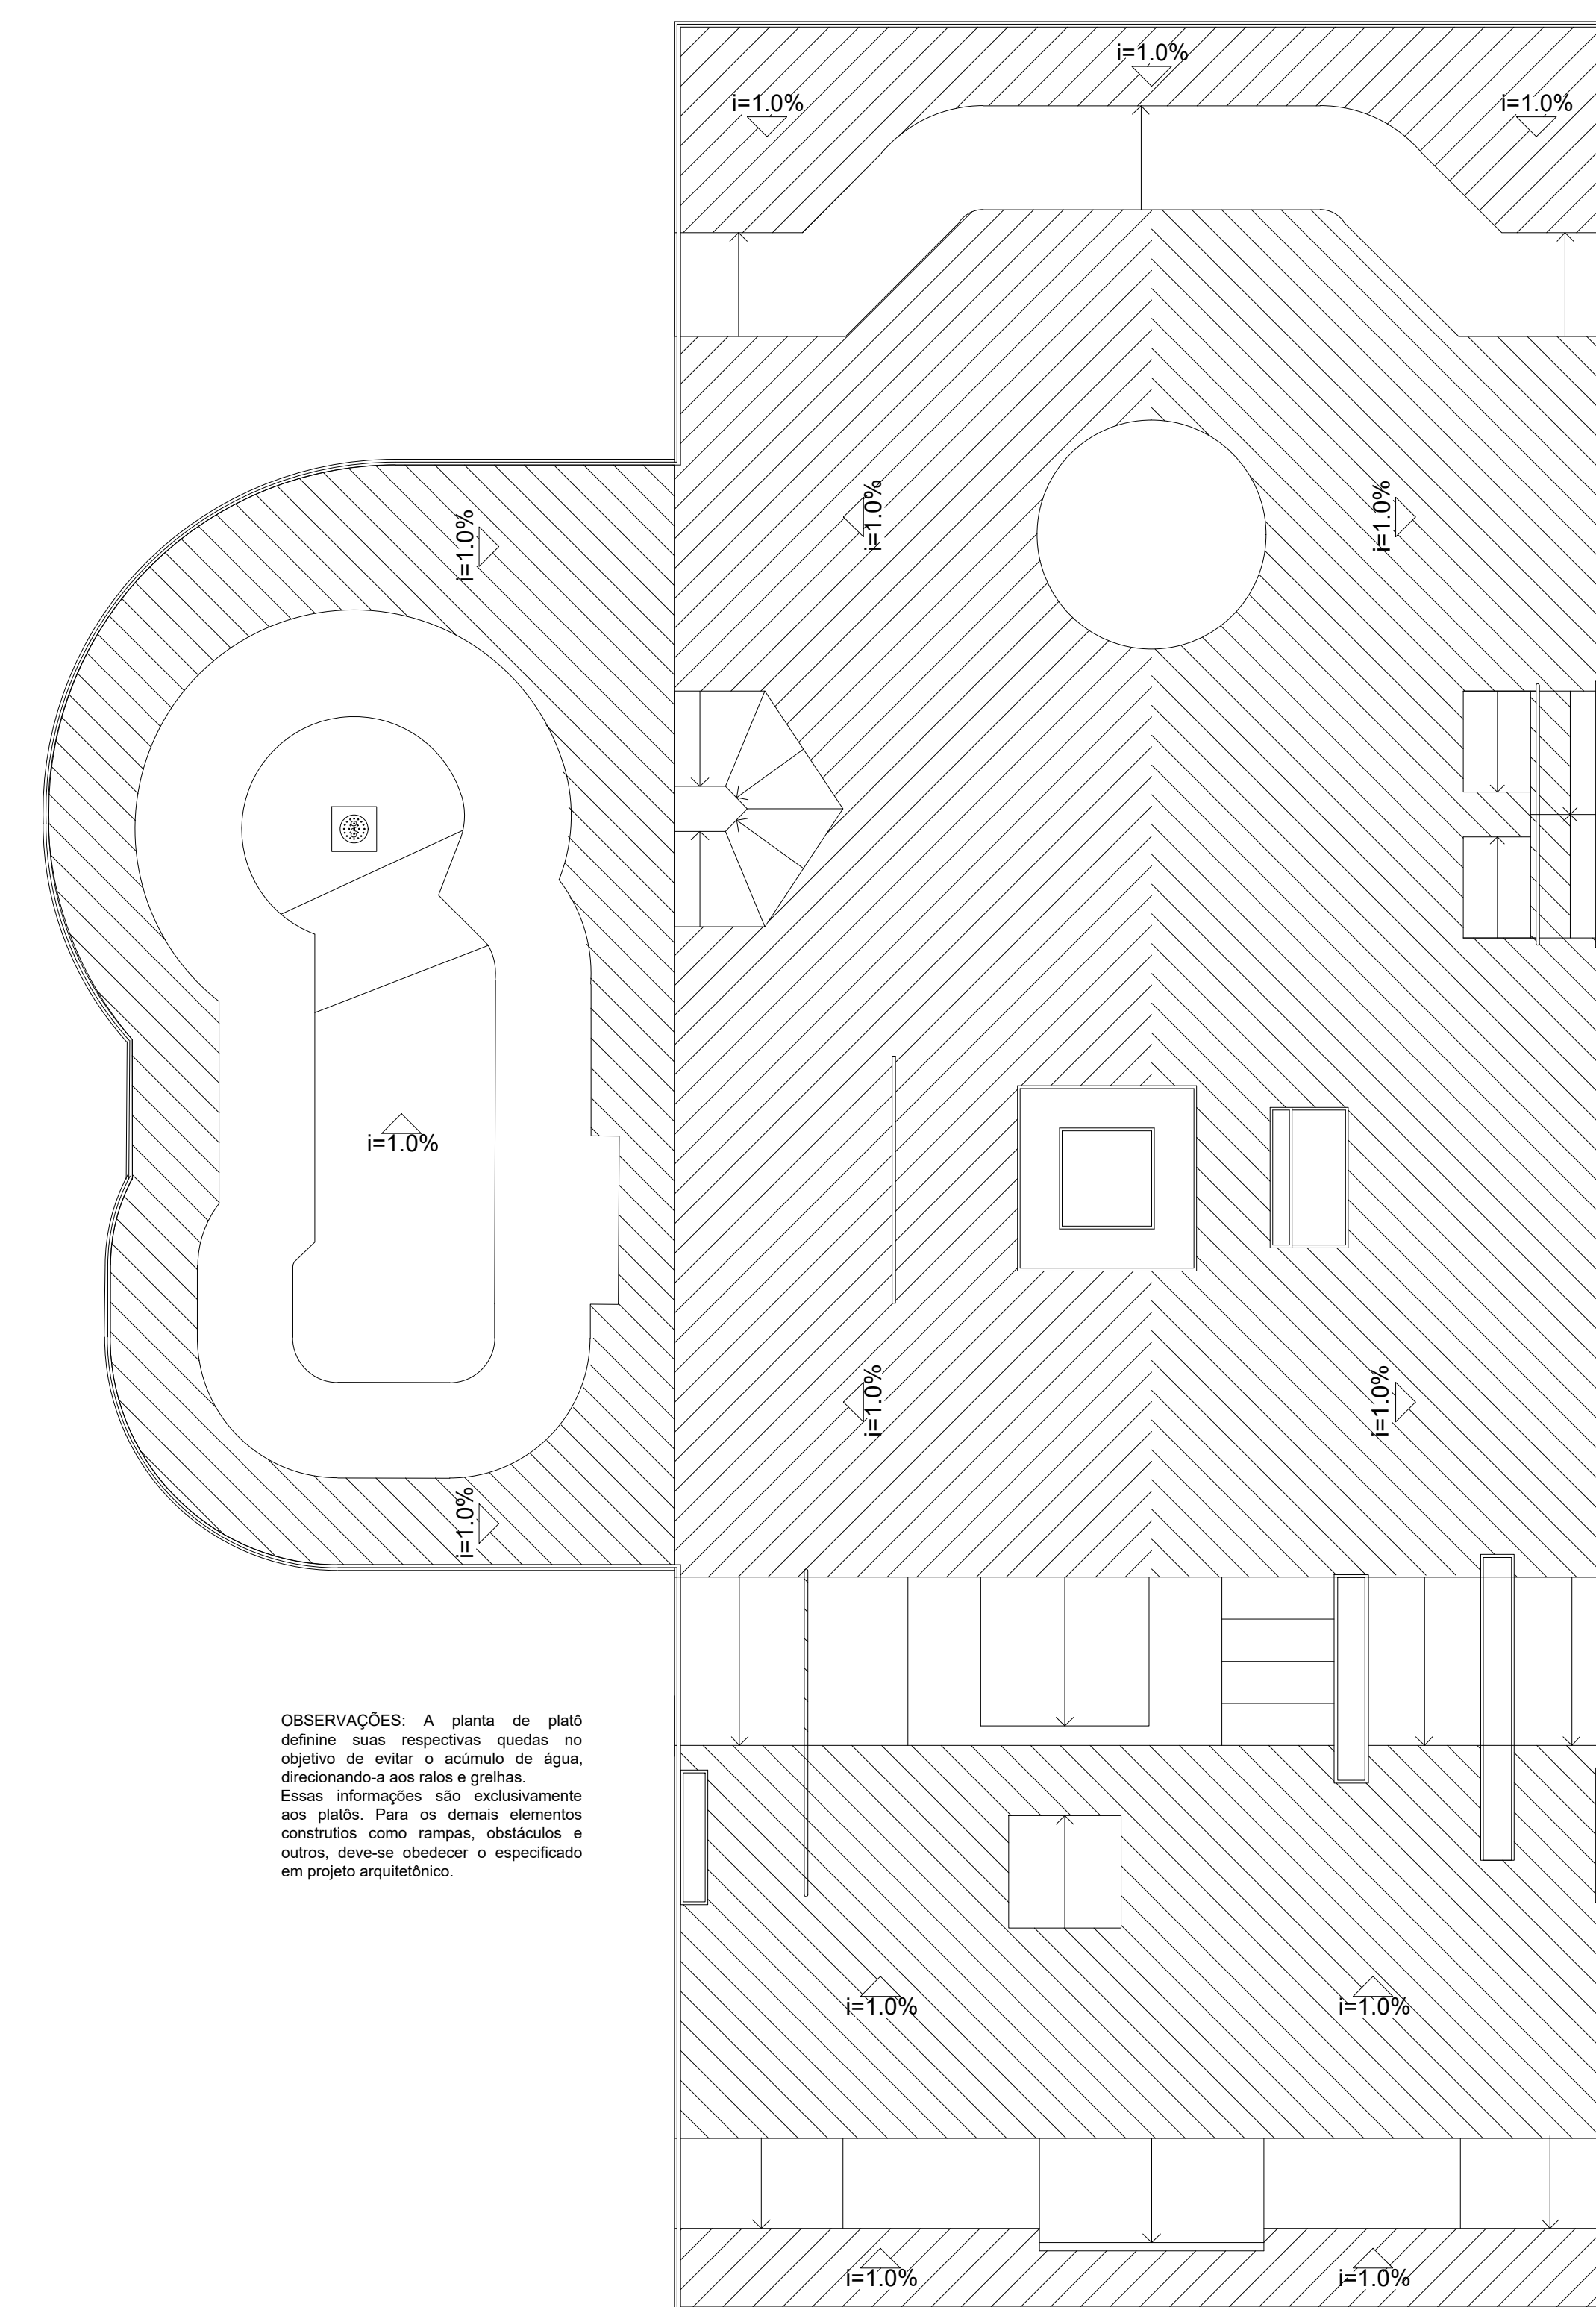 i=1.0%
i=1.0%
i=1.0%
i=1.0%
i=1.0%
i=1.0%
i=1.0%
i=1.0%
i=1.0%
i=1.0%
OBSERVAÇÕES: A planta de platô
definine suas respectivas quedas no
objetivo de evitar o acúmulo de água,
direcionando-a aos ralos e grelhas.
Essas informações são exclusivamente
aos platôs. Para os demais elementos
construtios como rampas, obstáculos e
outros, deve-se obedecer o especificado
em projeto arquitetônico.
i=1.0%
i=1.0%
i=1.0%
i=1.0%